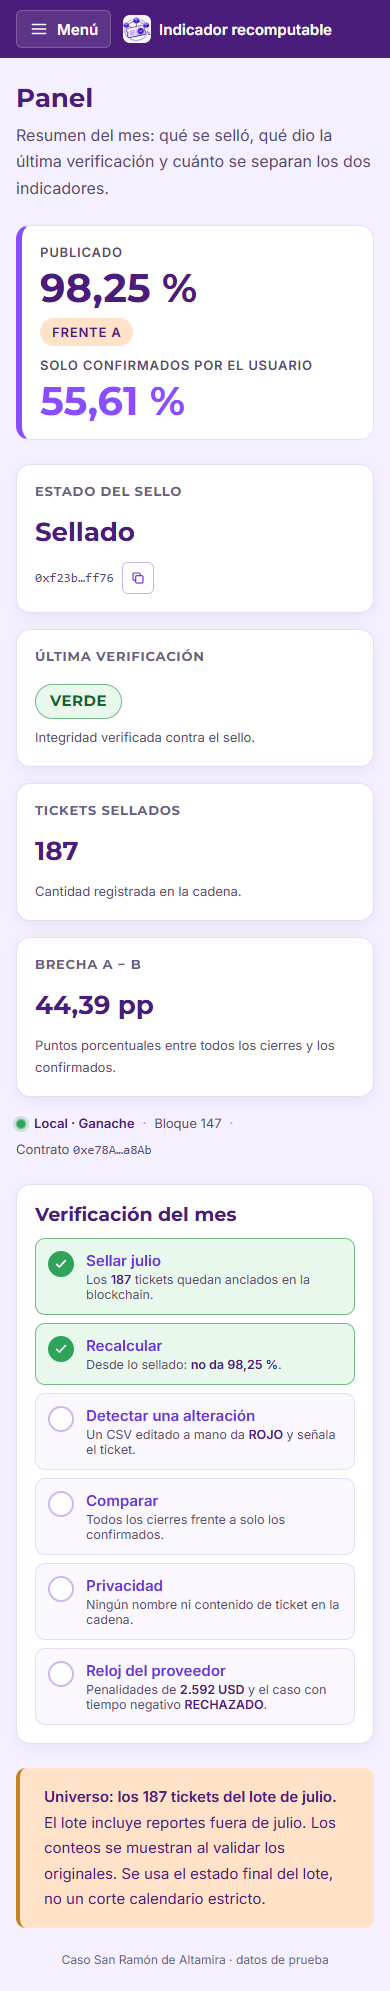 Menú
Indicador recomputable
Panel
Resumen del mes: qué se selló, qué dio la
última verificación y cuánto se separan los dos
indicadores.
PUBLICADO
98,25 %
FRENTE A
SOLO CONFIRMADOS POR EL USUARIO
55,61 %
ESTADO DEL SELLO
Sellado
0xf23b…ff76
ÚLTIMA VERIFICACIÓN
VERDE
Integridad verificada contra el sello.
TICKETS SELLADOS
187
Cantidad registrada en la cadena.
BRECHA A − B
44,39 pp
Puntos porcentuales entre todos los cierres y los
confirmados.
Local · Ganache · Bloque 147 ·
Contrato 0xe78A…a8Ab
Verificación del mes
Sellar julio
Los 187 tickets quedan anclados en la
blockchain.
Recalcular
Desde lo sellado: no da 98,25 %.
Detectar una alteración
Un CSV editado a mano da ROJO y señala
el ticket.
Comparar
Todos los cierres frente a solo los
confirmados.
Privacidad
Ningún nombre ni contenido de ticket en la
cadena.
Reloj del proveedor
Penalidades de 2.592 USD y el caso con
tiempo negativo RECHAZADO.
Universo: los 187 tickets del lote de julio.
El lote incluye reportes fuera de julio. Los
conteos se muestran al validar los
originales. Se usa el estado final del lote,
no un corte calendario estricto.
Caso San Ramón de Altamira · datos de prueba